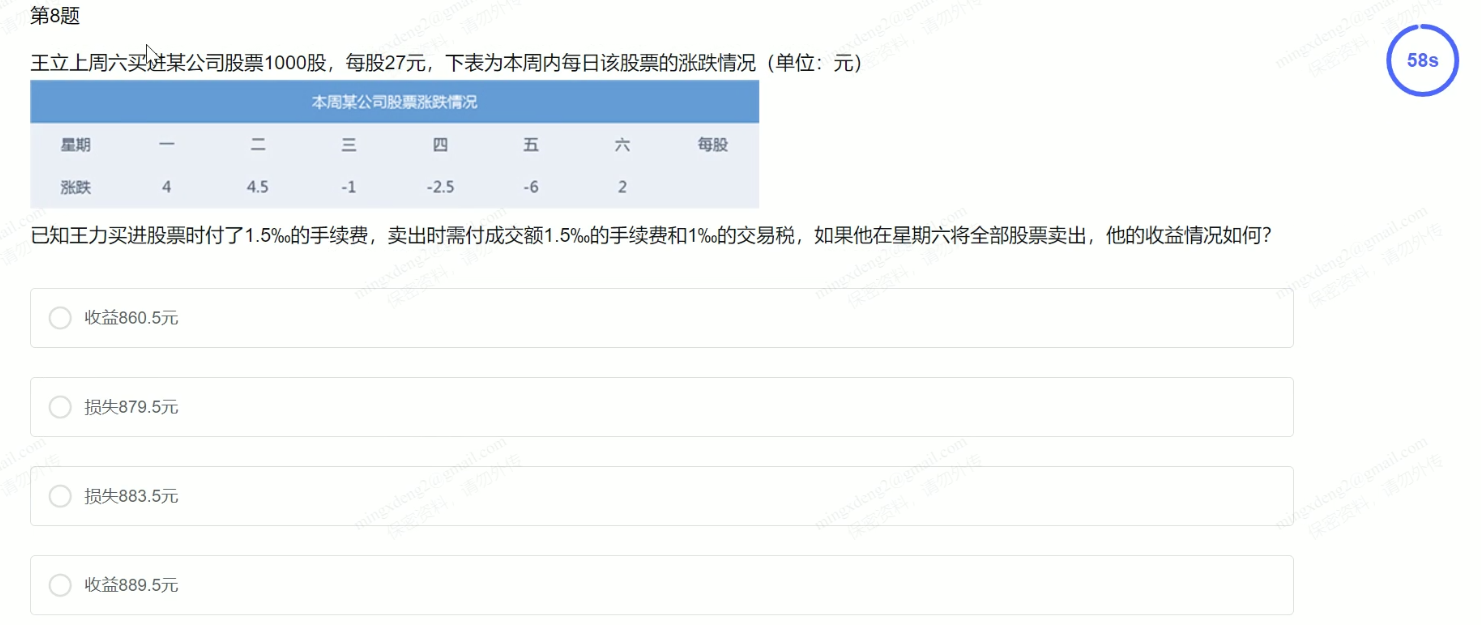 第8题
58s
王立上周六买进某公司股票1000股，每股27元，下表为本周内每日该股票的涨跌情况（单位：元）
本周某公司股票涨跌情况
星期 一 二 三 四 五 六 每股
涨跌 4 4.5 -1 -2.5 -6 2
已知王力买进股票时付了1.5‰的手续费，卖出时需付成交额1.5‰的手续费和1‰的交易税，如果他在星期六将全部股票卖出，他的收益情况如何？
收益860.5元
损失879.5元
损失883.5元
收益889.5元
mingxdeng2@gmail.com
保密资料，请勿外传